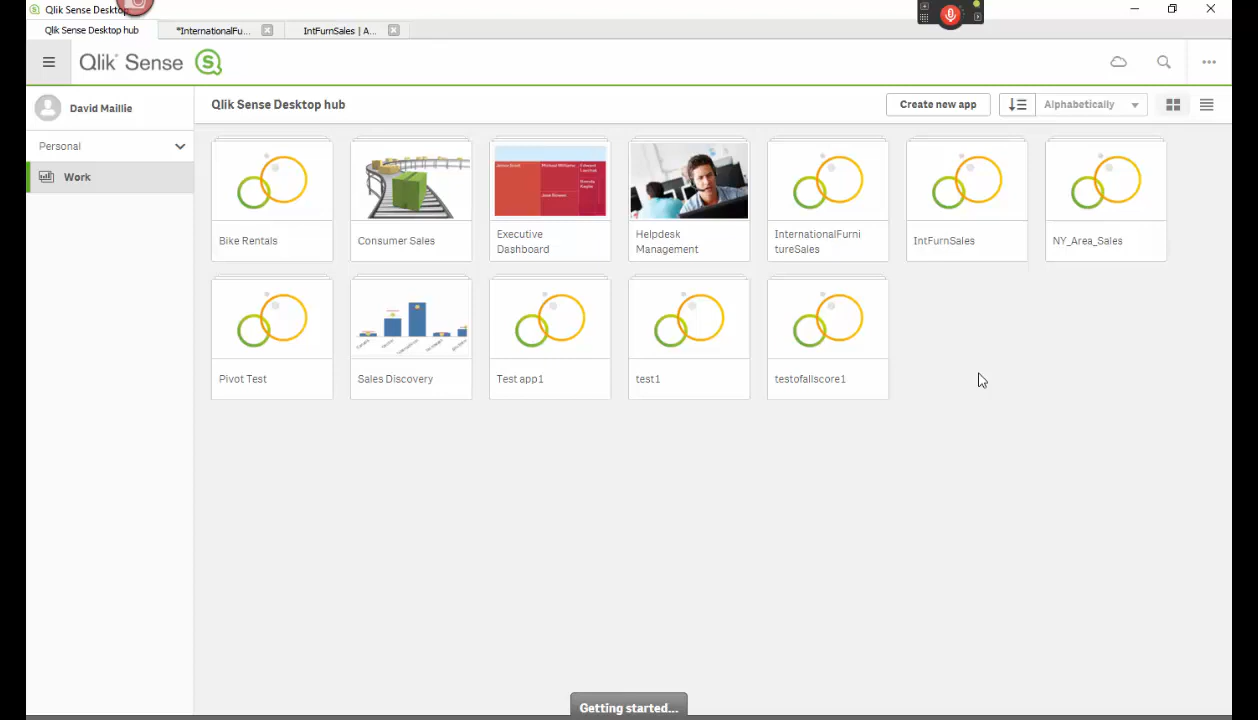 Qlik Sense Desktop
Qlik Sense Desktop hub
*InternationalFu...
IntFurnSales | A...
Qlik Sense
David Maillie
Qlik Sense Desktop hub
Create new app
Alphabetically
Personal
Work
Bike Rentals
Consumer Sales
Executive
Dashboard
Helpdesk
Management
InternationalFurni
tureSales
IntFurnSales
NY_Area_Sales
Pivot Test
Sales Discovery
Test app1
test1
testofallscore1
Getting started...